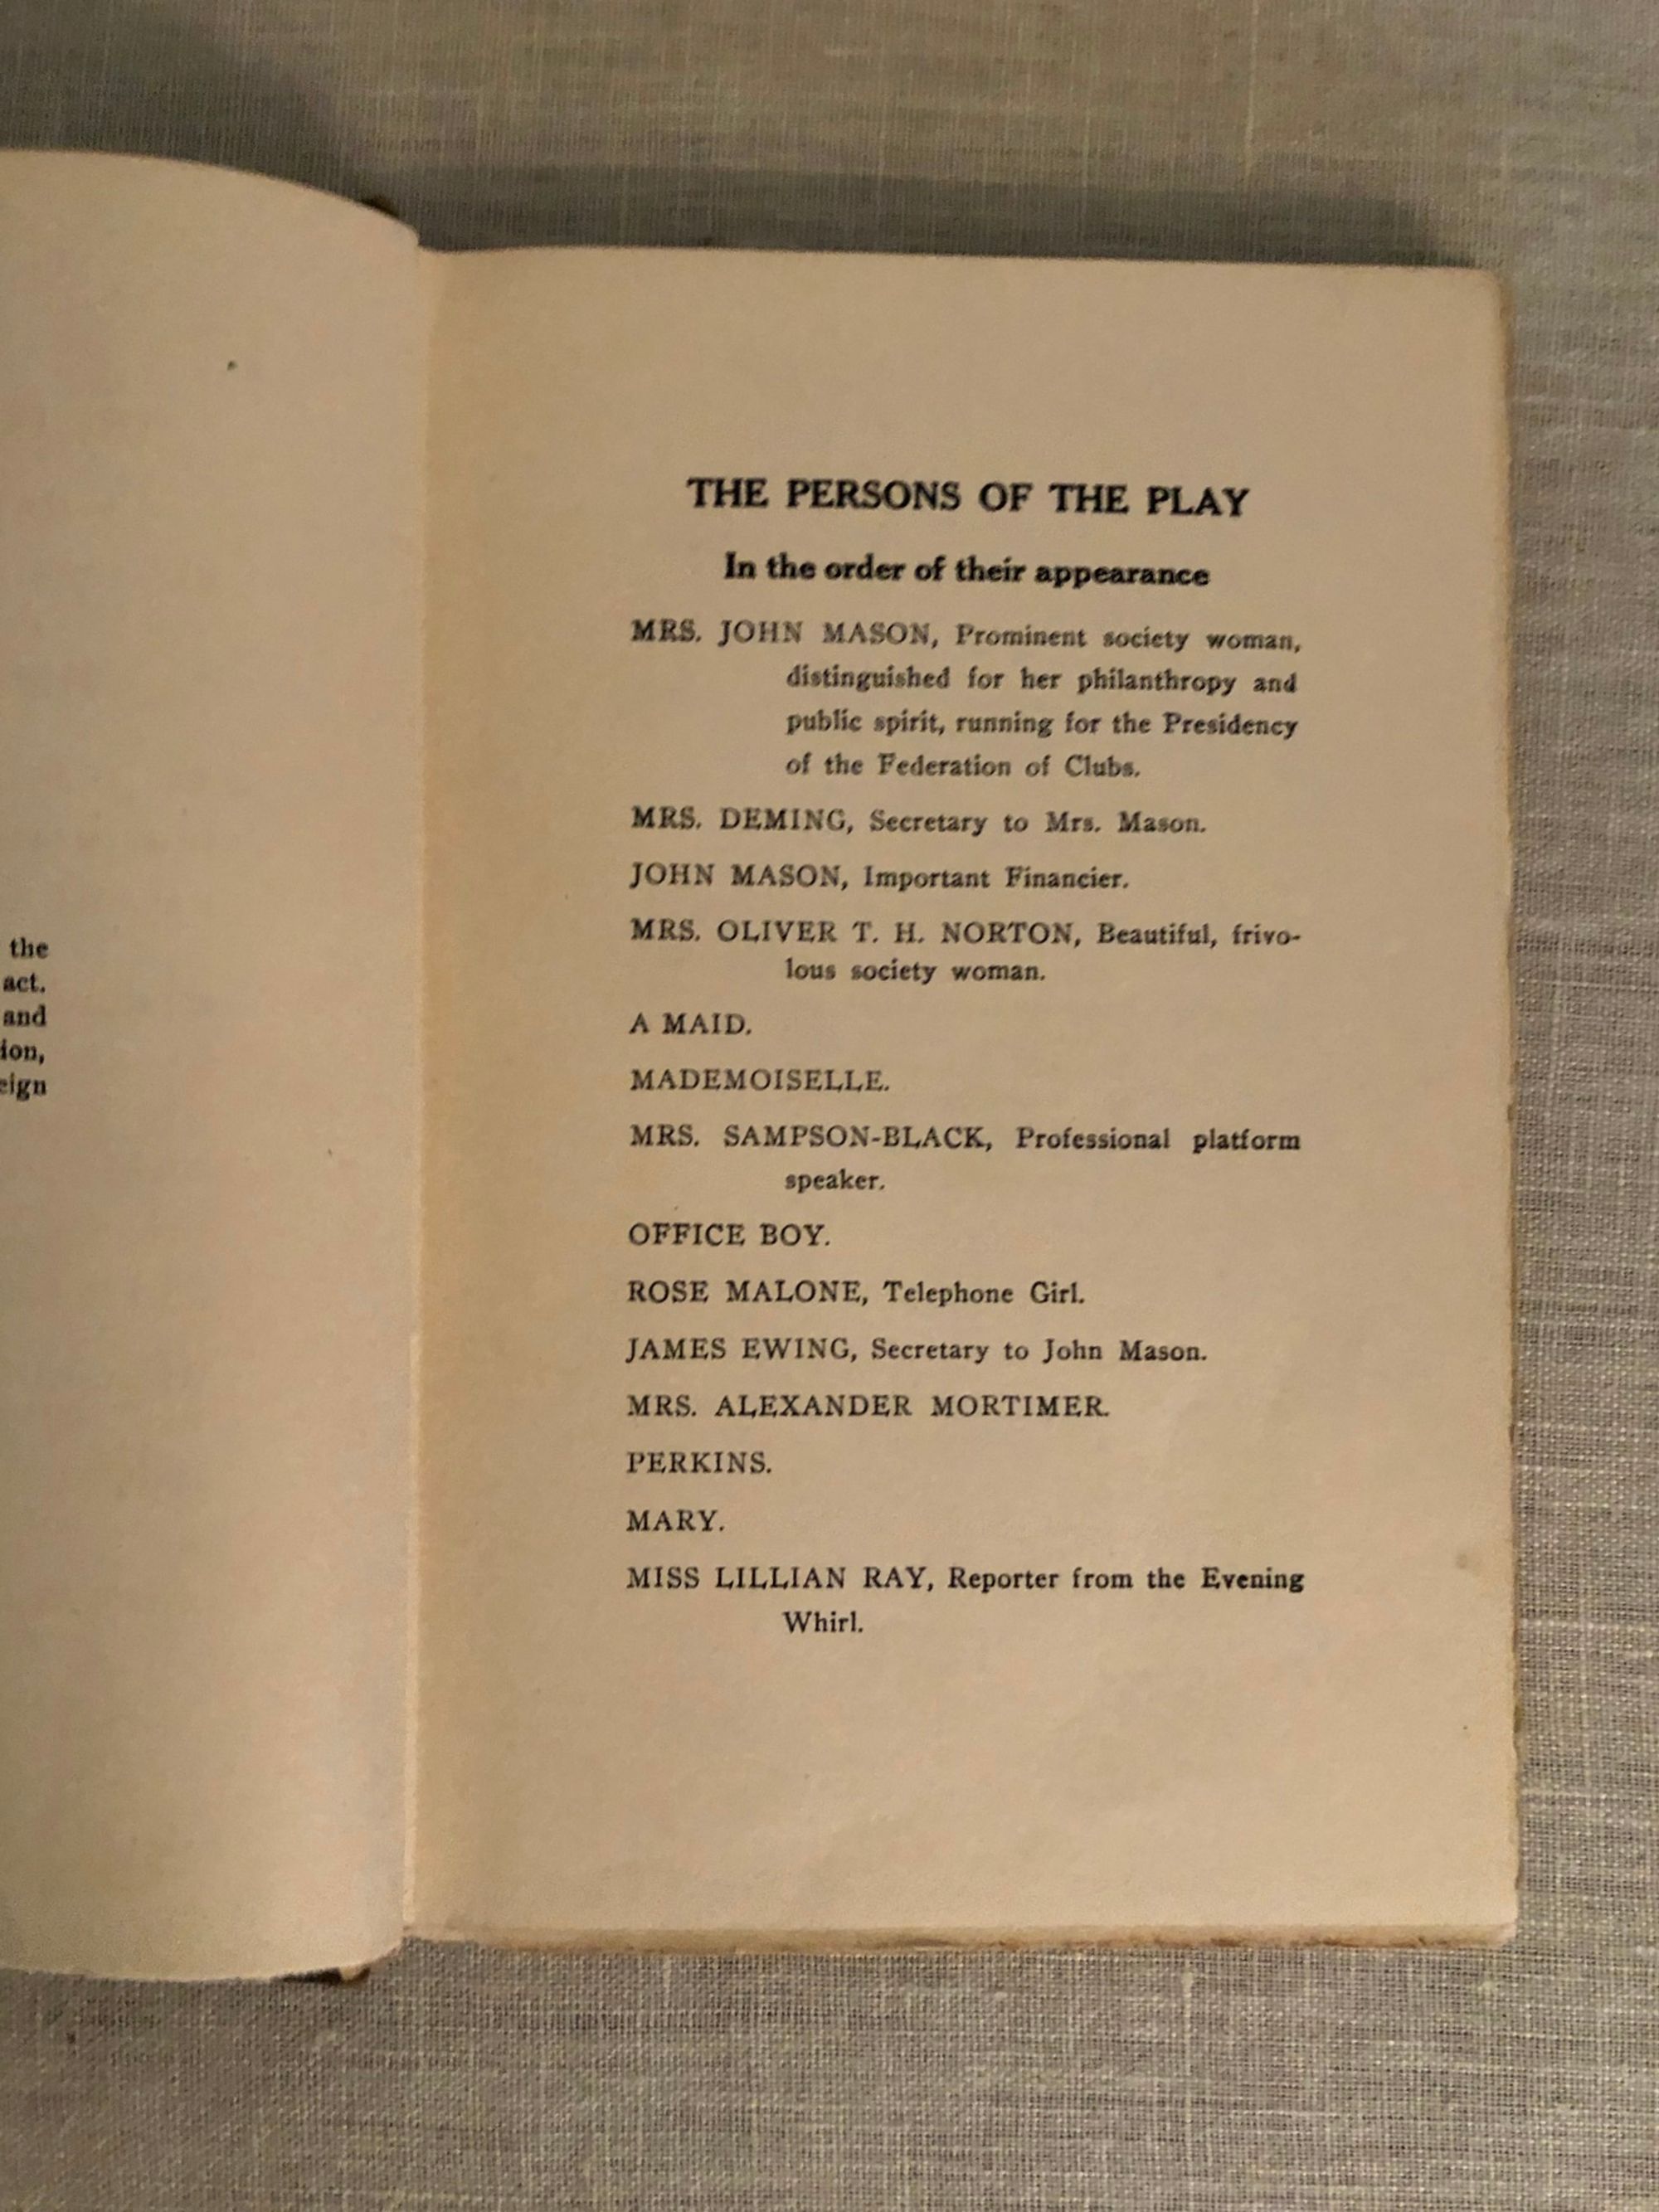 the
act.
and
ion,
eign
THE PERSONS OF THE PLAY
In the order of their appearance
MRS. JOHN MASON, Prominent society woman,
distinguished for her philanthropy and
public spirit, running for the Presidency
of the Federation of Clubs.
MRS. DEMING, Secretary to Mrs. Mason.
JOHN MASON, Important Financier.
MRS. OLIVER T. H. NORTON, Beautiful, frivo-
lous society woman.
A MAID.
MADEMOISELLE.
MRS. SAMPSON-BLACK, Professional platform
speaker.
OFFICE BOY.
ROSE MALONE, Telephone Girl.
JAMES EWING, Secretary to John Mason.
MRS. ALEXANDER MORTIMER.
PERKINS.
MARY.
MISS LILLIAN RAY, Reporter from the Evening
Whirl.